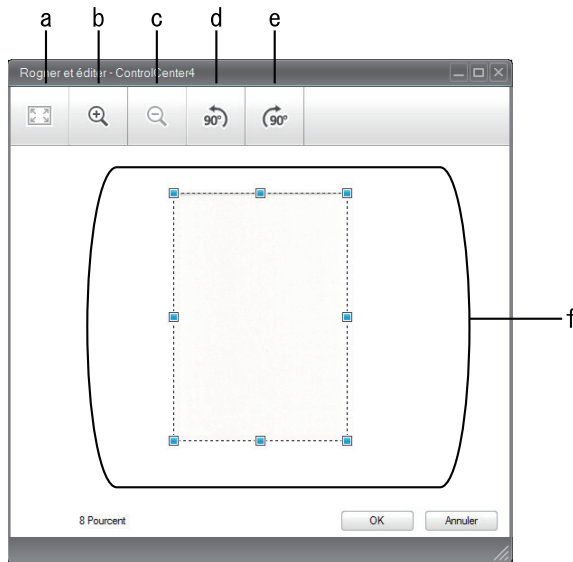 a b c d e
Rogner et éditer - ControlCenter4
90° 90°
f
8 Pourcent OK Annuler